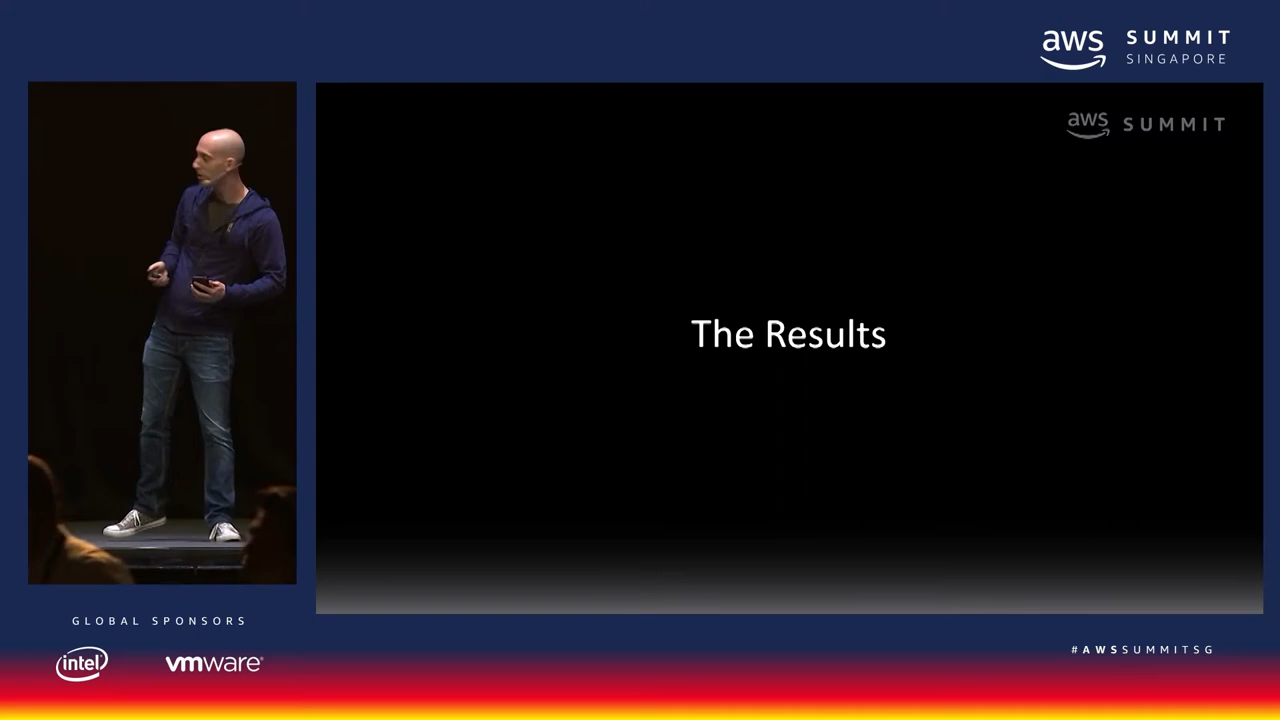 aws SUMMIT
SINGAPORE
aws SUMMIT
The Results
GLOBAL SPONSORS
intel
vmware®
#AWSSUMMITSG